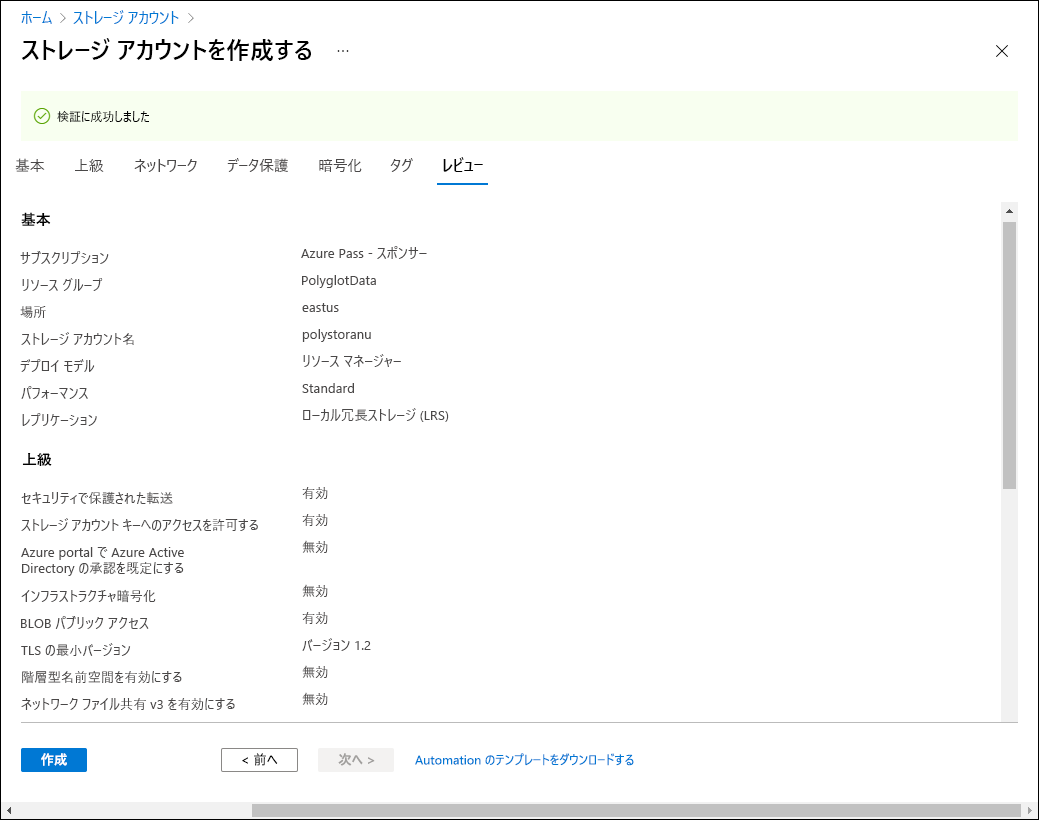 ホーム > ストレージ アカウント >
ストレージ アカウントを作成する ...
検証に成功しました
基本 上級 ネットワーク データ保護 暗号化 タグ レビュー
基本
サブスクリプション Azure Pass - スポンサー
リソース グループ PolyglotData
場所 eastus
ストレージ アカウント名 polystoranu
デプロイ モデル リソース マネージャー
パフォーマンス Standard
レプリケーション ローカル冗長ストレージ (LRS)
上級
セキュリティで保護された転送 有効
ストレージ アカウント キーへのアクセスを許可する 有効
Azure portal で Azure Active 無効
Directory の承認を既定にする
インフラストラクチャ暗号化 無効
BLOB パブリック アクセス 有効
TLS の最小バージョン バージョン 1.2
階層型名前空間を有効にする 無効
ネットワーク ファイル共有 v3 を有効にする 無効
作成 < 前へ 次へ > Automation のテンプレートをダウンロードする